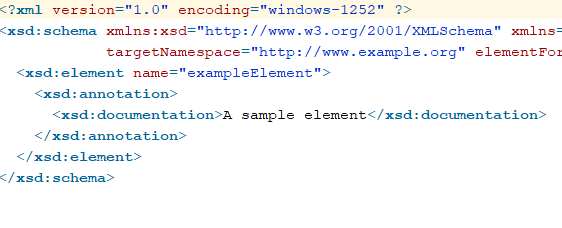 <?xml version="1.0" encoding="windows-1252" ?>
<xsd:schema xmlns:xsd="http://www.w3.org/2001/XMLSchema" xmlns=
targetNamespace="http://www.example.org" elementFor
<xsd:element name="exampleElement">
<xsd:annotation>
<xsd:documentation>A sample element</xsd:documentation>
</xsd:annotation>
</xsd:element>
</xsd:schema>